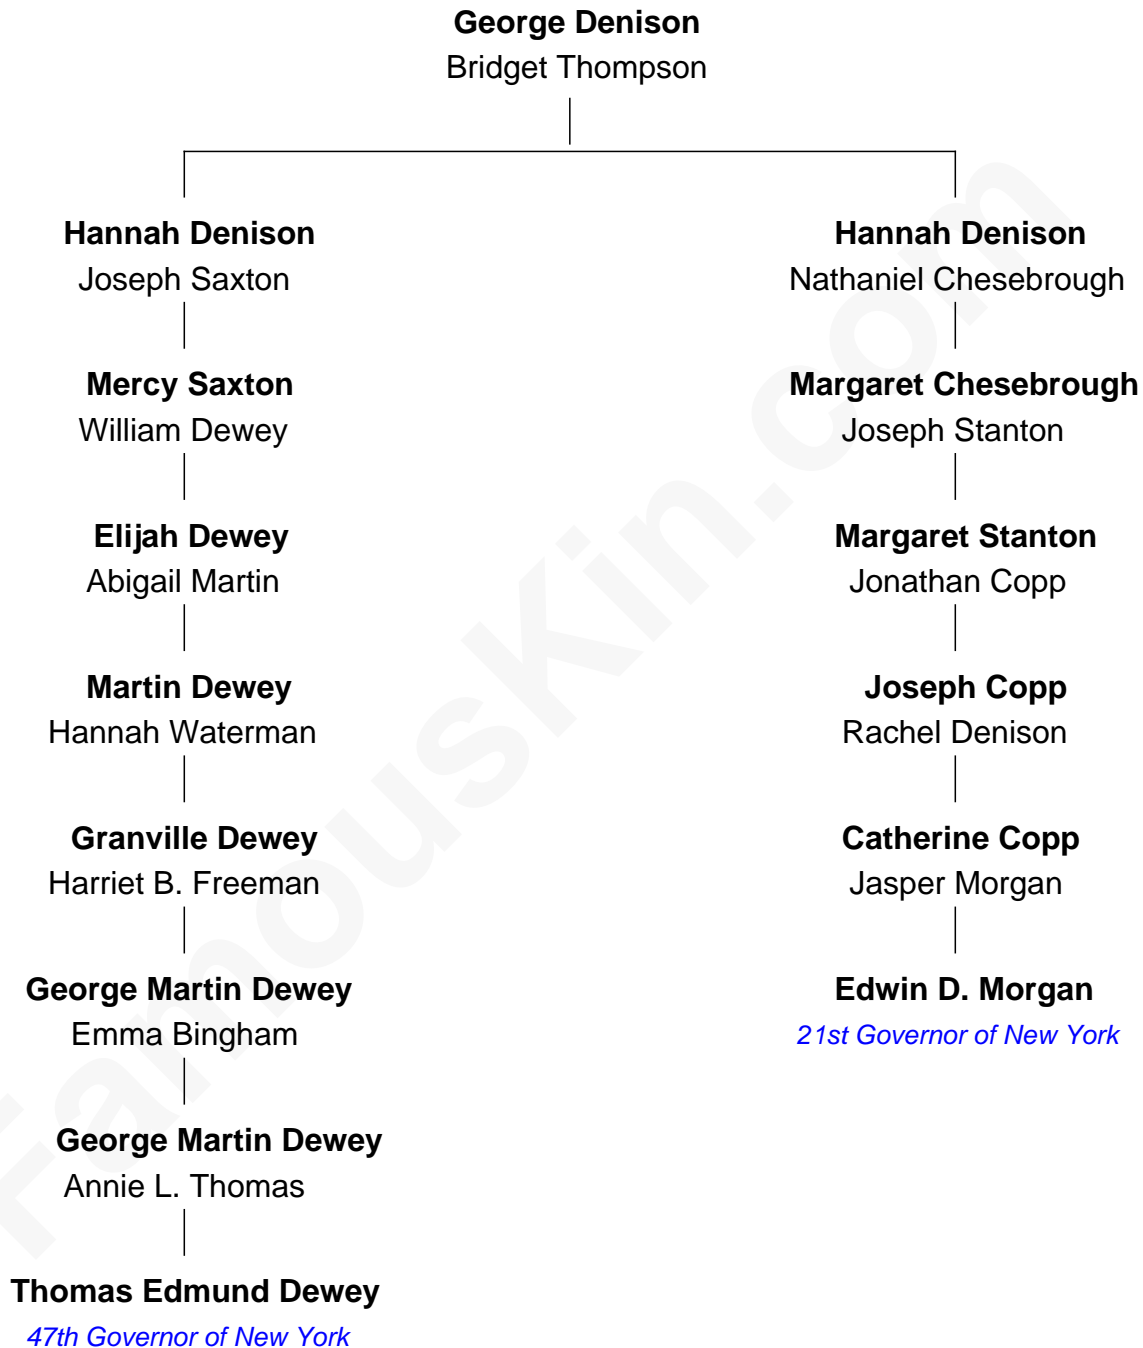 George Denison
Bridget Thompson
Hannah Denison
Joseph Saxton
Mercy Saxton
William Dewey
Elijah Dewey
Abigail Martin
Martin Dewey
Hannah Waterman
Granville Dewey
Harriet B. Freeman
George Martin Dewey
Emma Bingham
George Martin Dewey
Annie L. Thomas
Thomas Edmund Dewey
47th Governor of New York
Hannah Denison
Nathaniel Chesebrough
Margaret Chesebrough
Joseph Stanton
Margaret Stanton
Jonathan Copp
Joseph Copp
Rachel Denison
Catherine Copp
Jasper Morgan
Edwin D. Morgan
21st Governor of New York
FamousKin.com